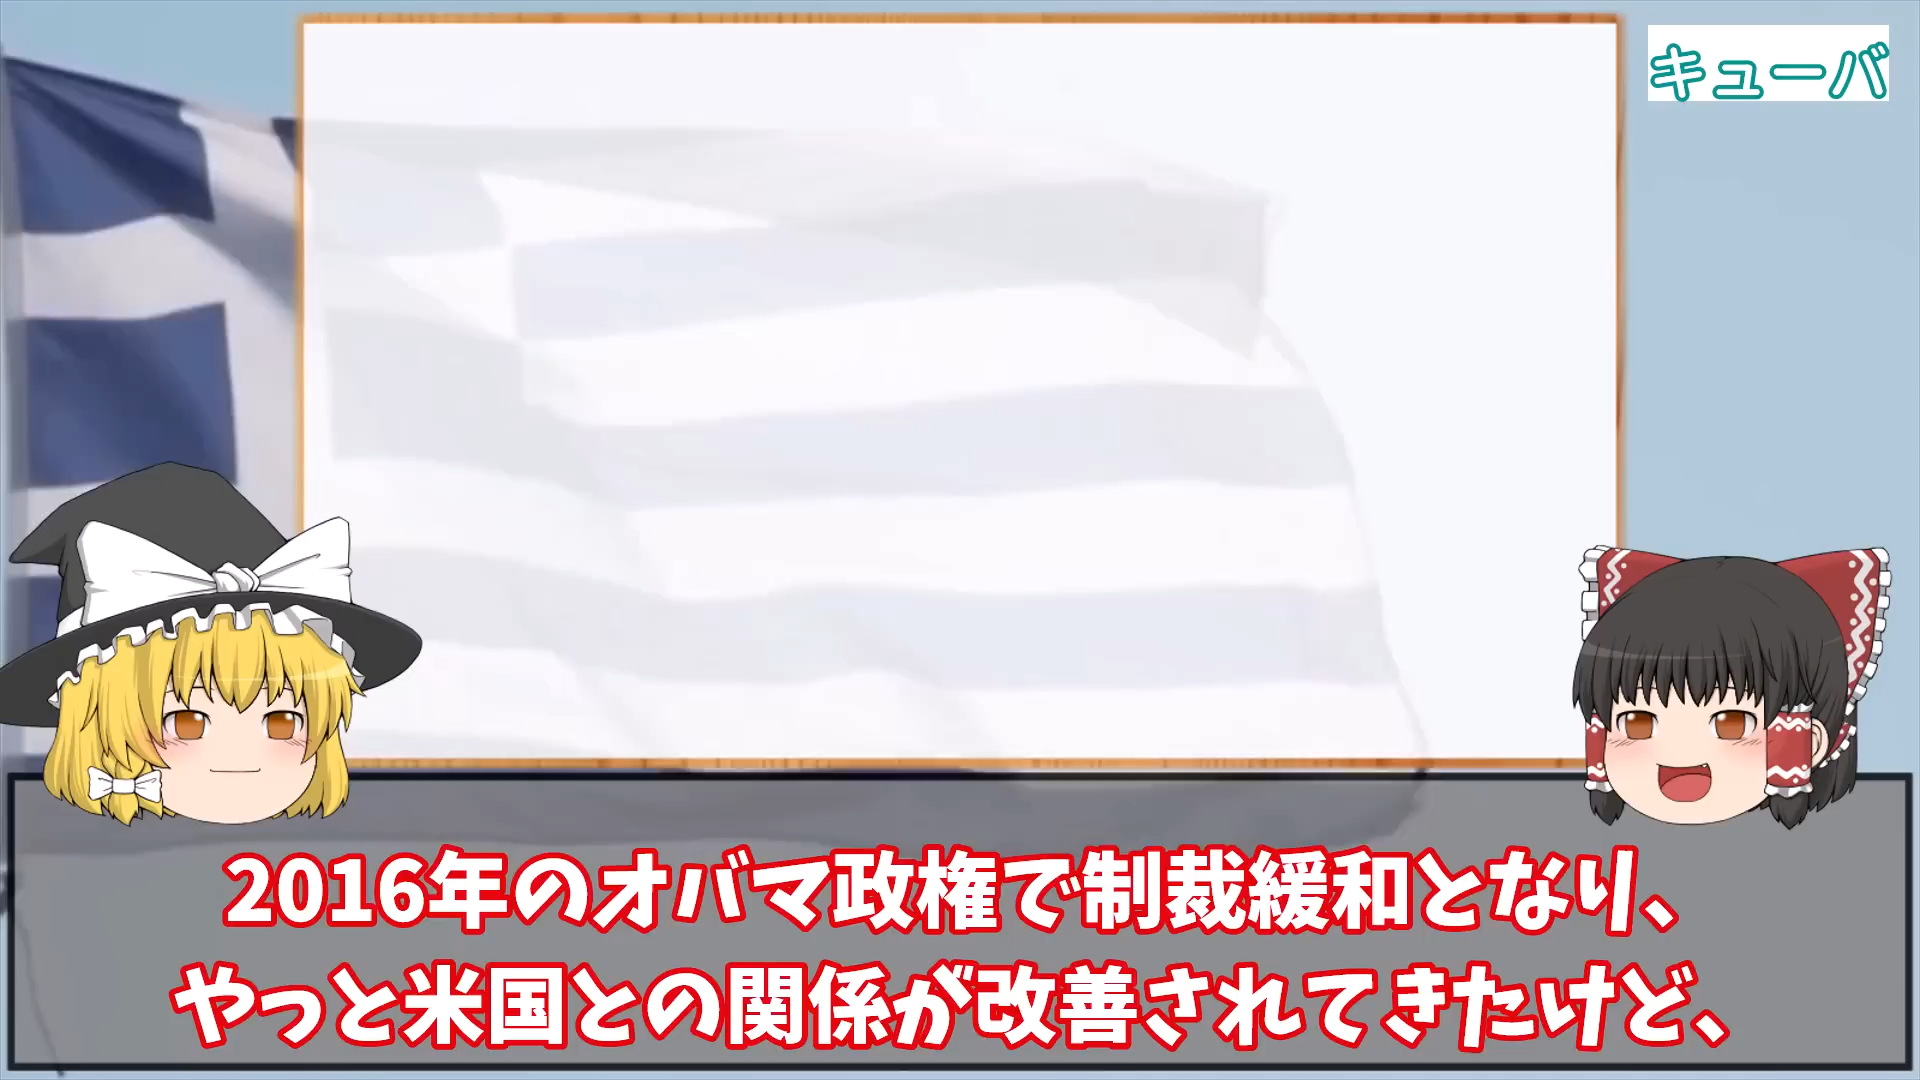 キューバ
2016年のオバマ政権で制裁緩和となり、
やっと米国との関係が改善されてきたけど、